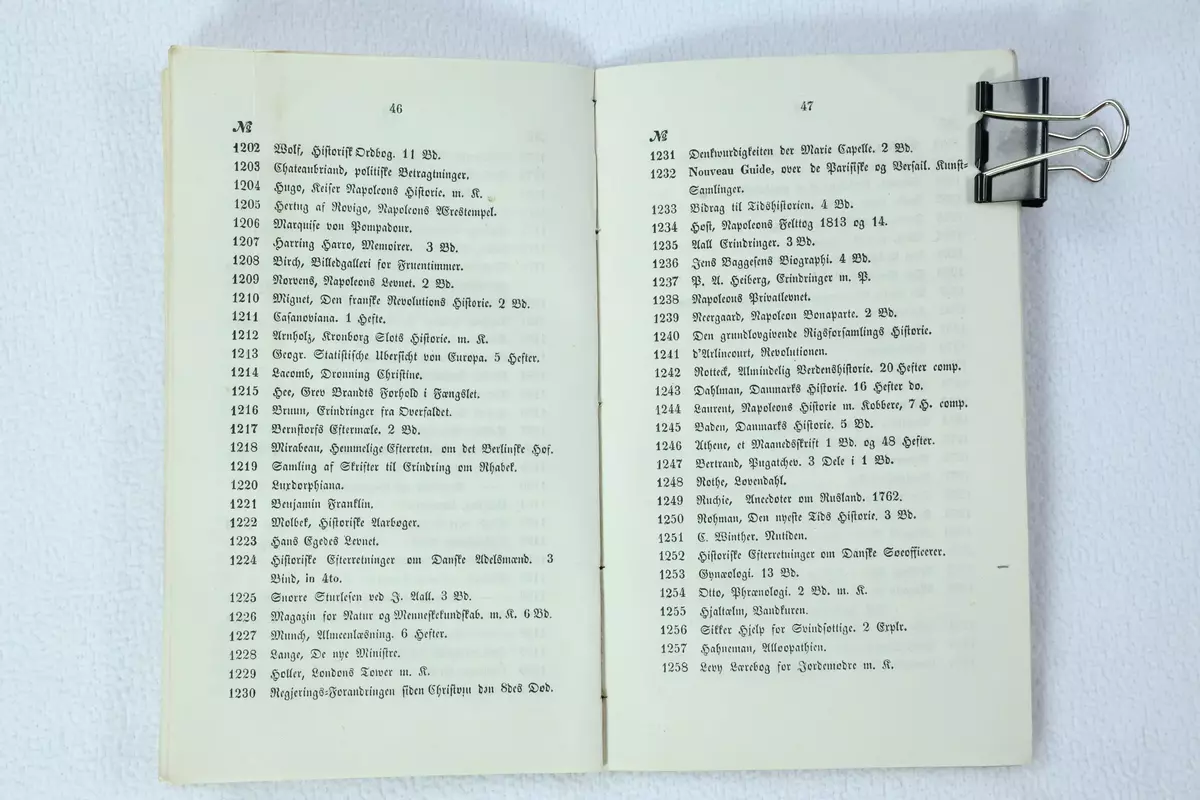 46
№
1202 Wolf, Historisk Ordbog. 11 Bd.
1203 Chateaubriand, politiske Betragtninger.
1204 Hugo, Keiser Napoleons Historie. m. K.
1205 Hertug af Rovigo, Napoleons Ærestempel.
1206 Marquise von Pompadour.
1207 Harring Harro, Memoirer. 3 Bd.
1208 Birch, Billedgalleri for Fruentimmer.
1209 Norvens, Napoleons Levnet. 2 Bd.
1210 Mignet, Den franske Revolutions Historie. 2 Bd.
1211 Casanoviana. 1 Hefte.
1212 Arnholz, Kronborg Slots Historie. m. K.
1213 Geogr. Statistische Ubersicht von Europa. 5 Hefter.
1214 Lacomb, Dronning Christine.
1215 Hee, Grev Brandts Forhold i Fængslet.
1216 Bruun, Erindringer fra Overfaldet.
1217 Bernstorfs Eftermæle. 2 Bd.
1218 Mirabeau, Hemmelige Efterretn. om det Berlinske Hof.
1219 Samling af Skrifter til Erindring om Rhabek.
1220 Luxdorphiana.
1221 Benjamin Franklin.
1222 Molbek, Historiske Aarbøger.
1223 Hans Egedes Levnet.
1224 Historiske Efterretninger om Danske Adelsmænd. 3
Bind, in 4to.
1225 Snorre Sturlesen ved J. Aall. 3 Bd.
1226 Magazin for Natur og Menneskekundskab. m. K. 6 Bd.
1227 Munch, Almeenlæsning. 6 Hefter.
1228 Lange, De nye Ministre.
1229 Høller, Londons Tower m. K.
1230 Regjerings-Forandringen siden Christian den 8des Død.
47
№
1231 Denkwurdigkeiten der Marie Capelle. 2 Bd.
1232 Nouveau Guide, over de Parisiske og Versail. Kunst-
Samlinger.
1233 Bidrag til Tidshistorien. 4 Bd.
1234 Høst, Napoleons Felttog 1813 og 14.
1235 Aall Erindringer. 3 Bd.
1236 Jens Baggesens Biographi. 4 Bd.
1237 P. A. Heiberg, Erindringer m. P.
1238 Napoleons Privatlevnet.
1239 Neergaard, Napoleon Bonaparte. 2 Bd.
1240 Den grundlovgivende Rigsforsamlings Historie.
1241 d'Arlincourt, Revolutionen.
1242 Rotteck, Almindelig Verdenshistorie. 20 Hefter comp.
1243 Dahlman, Danmarks Historie. 16 Hefter do.
1244 Laurent, Napoleons Historie m. Kobbere, 7 H. comp.
1245 Baden, Danmarks Historie. 5 Bd.
1246 Athene, et Maanedsskrift 1 Bd. og 48 Hefter.
1247 Bertrand, Pugatchev. 3 Dele i 1 Bd.
1248 Rothe, Løvendahl.
1249 Ruchie, Anecdoter om Rusland. 1762.
1250 Rohman, Den nyeste Tids Historie. 3 Bd.
1251 C. Winther. Nutiden.
1252 Historiske Efterretninger om Danske Søeofficerer.
1253 Gynæologi. 13 Bd.
1254 Otto, Phrænologi. 2 Bd. m. K.
1255 Hjaltælm, Vandkuren.
1256 Sikker Hjelp for Svindsottige. 2 Explr.
1257 Hahneman, Alloopathien.
1258 Levy Lærebog for Jordemødre m. K.